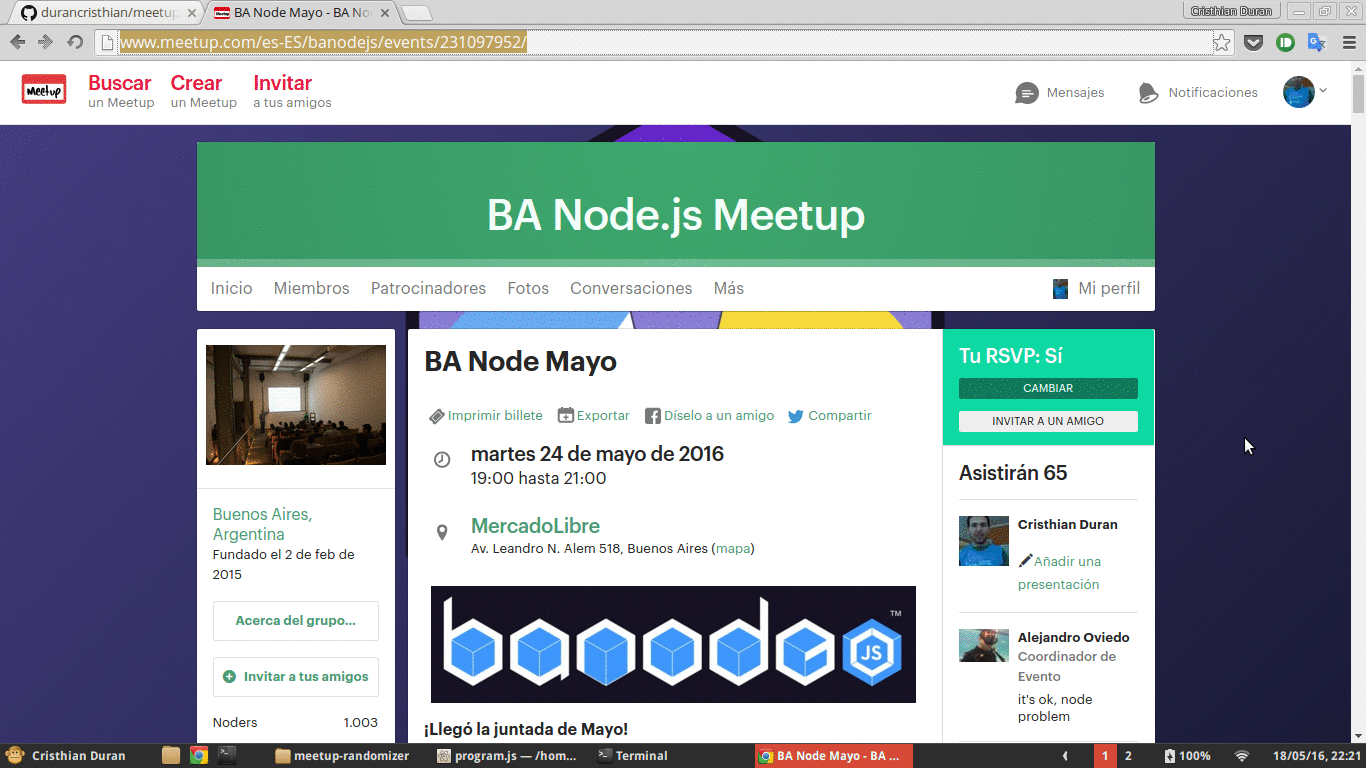 durancristhian/meetup
BA Node Mayo - BA No
Cristhian Duran
www.meetup.com/es-ES/banodejs/events/231097952/
Meetup
Buscar
un Meetup
Crear
un Meetup
Invitar
a tus amigos
Mensajes
Notificaciones
BA Node.js Meetup
Inicio Miembros Patrocinadores Fotos Conversaciones Más Mi perfil
Buenos Aires,
Argentina
Fundado el 2 de feb de
2015
Acerca del grupo...
Invitar a tus amigos
Noders 1.003
BA Node Mayo
Imprimir billete Exportar Díselo a un amigo Compartir
martes 24 de mayo de 2016
19:00 hasta 21:00
MercadoLibre
Av. Leandro N. Alem 518, Buenos Aires (mapa)
banode JS ™
¡Llegó la juntada de Mayo!
Tu RSVP: Sí
CAMBIAR
INVITAR A UN AMIGO
Asistirán 65
Cristhian Duran
Añadir una
presentación
Alejandro Oviedo
Coordinador de
Evento
it's ok, node
problem
Cristhian Duran meetup-randomizer program.js — /hom... Terminal BA Node Mayo - BA ... 1 2 100% 18/05/16, 22:21